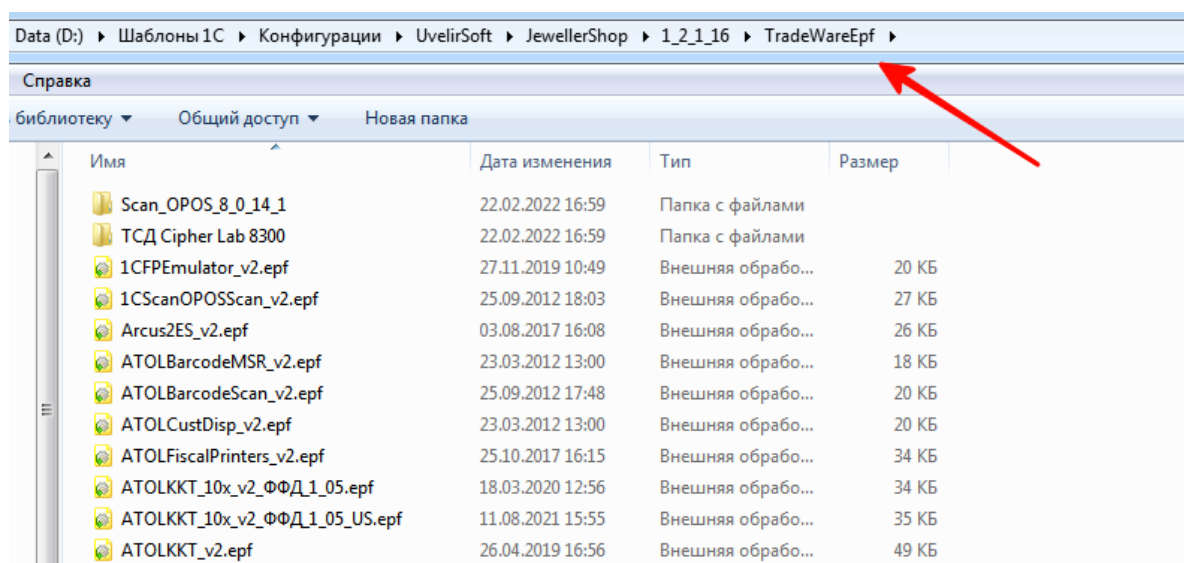 Data (D:) ▸ Шаблоны 1С ▸ Конфигурации ▸ UvelirSoft ▸ JewellerShop ▸ 1_2_1_16 ▸ TradeWareEpf ▸
Справка
библиотеку ▾ Общий доступ ▾ Новая папка
Имя Дата изменения Тип Размер
Scan_OPOS_8_0_14_1 22.02.2022 16:59 Папка с файлами
ТСД Cipher Lab 8300 22.02.2022 16:59 Папка с файлами
1CFPEmulator_v2.epf 27.11.2019 10:49 Внешняя обрабо... 20 КБ
1CScanOPOSScan_v2.epf 25.09.2012 18:03 Внешняя обрабо... 27 КБ
Arcus2ES_v2.epf 03.08.2017 16:08 Внешняя обрабо... 26 КБ
ATOLBarcodeMSR_v2.epf 23.03.2012 13:00 Внешняя обрабо... 18 КБ
ATOLBarcodeScan_v2.epf 25.09.2012 17:48 Внешняя обрабо... 20 КБ
ATOLCustDisp_v2.epf 23.03.2012 13:00 Внешняя обрабо... 20 КБ
ATOLFiscalPrinters_v2.epf 25.10.2017 16:15 Внешняя обрабо... 34 КБ
ATOLKKT_10x_v2_ФФД_1_05.epf 18.03.2020 12:56 Внешняя обрабо... 34 КБ
ATOLKKT_10x_v2_ФФД_1_05_US.epf 11.08.2021 15:55 Внешняя обрабо... 35 КБ
ATOLKKT_v2.epf 26.04.2019 16:56 Внешняя обрабо... 49 КБ